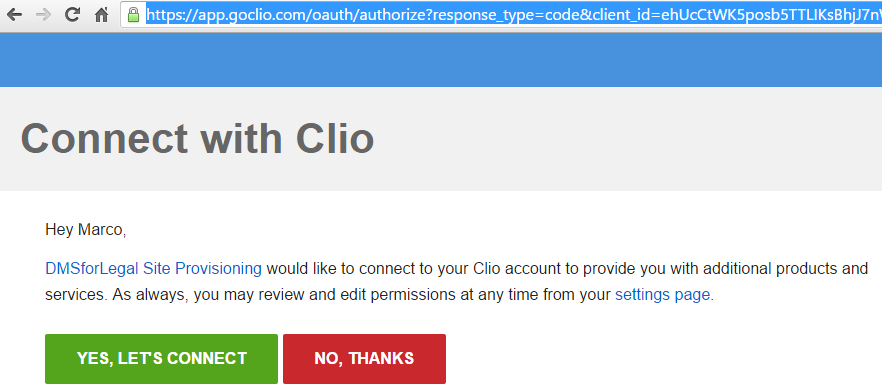 https://app.goclio.com/oauth/authorize?response_type=code&client_id=ehUcCtWK5posb5TTLIKsBhjJ7n
Connect with Clio
Hey Marco,
DMSforLegal Site Provisioning would like to connect to your Clio account to provide you with additional products and
services. As always, you may review and edit permissions at any time from your settings page.
YES, LET'S CONNECT NO, THANKS